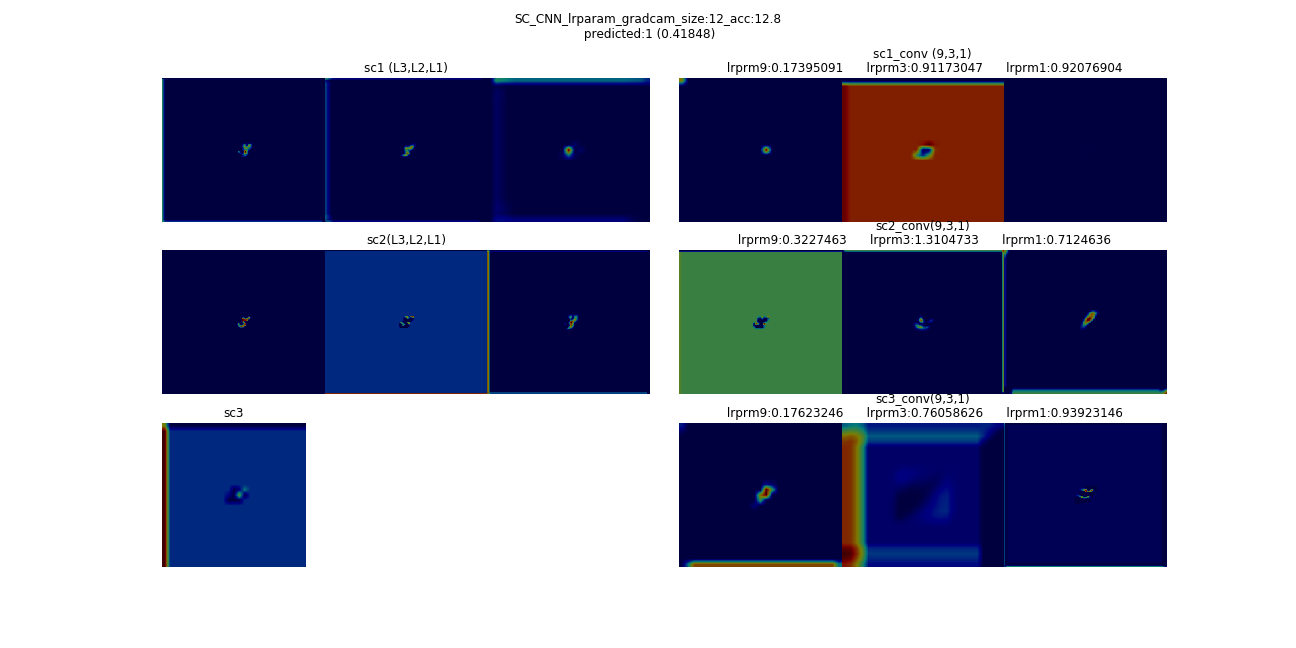 SC_CNN_lrparam_gradcam_size:12_acc:12.8
predicted:1 (0.41848)
sc1 (L3,L2,L1)
sc1_conv (9,3,1)
lrprm9:0.17395091 lrprm3:0.91173047 lrprm1:0.92076904
sc2(L3,L2,L1)
sc2_conv(9,3,1)
lrprm9:0.3227463 lrprm3:1.3104733 lrprm1:0.7124636
sc3
sc3_conv(9,3,1)
lrprm9:0.17623246 lrprm3:0.76058626 lrprm1:0.93923146